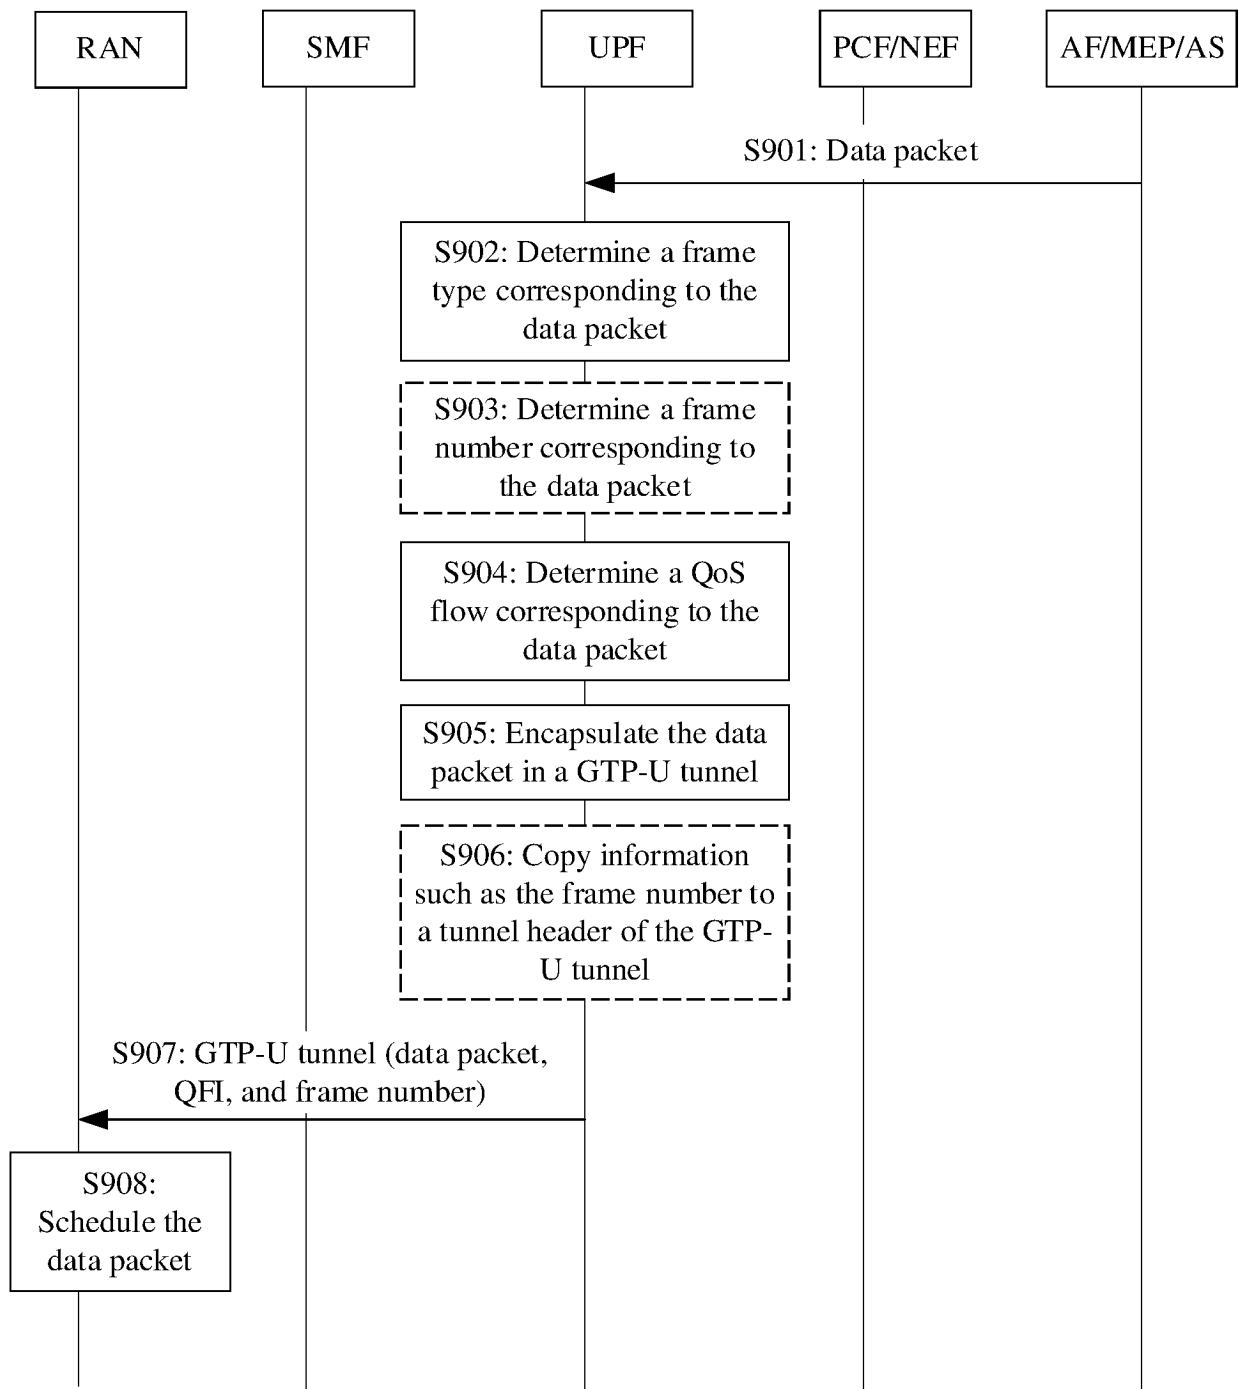 RAN
SMF
UPF
PCF/NEF
AF/MEP/AS
S901: Data packet
S902: Determine a frame
type corresponding to the
data packet
S903: Determine a frame
number corresponding to
the data packet
S904: Determine a QoS
flow corresponding to the
data packet
S905: Encapsulate the data
packet in a GTP-U tunnel
S906: Copy information
such as the frame number to
a tunnel header of the GTP-
U tunnel
S907: GTP-U tunnel (data packet,
QFI, and frame number)
S908:
Schedule the
data packet